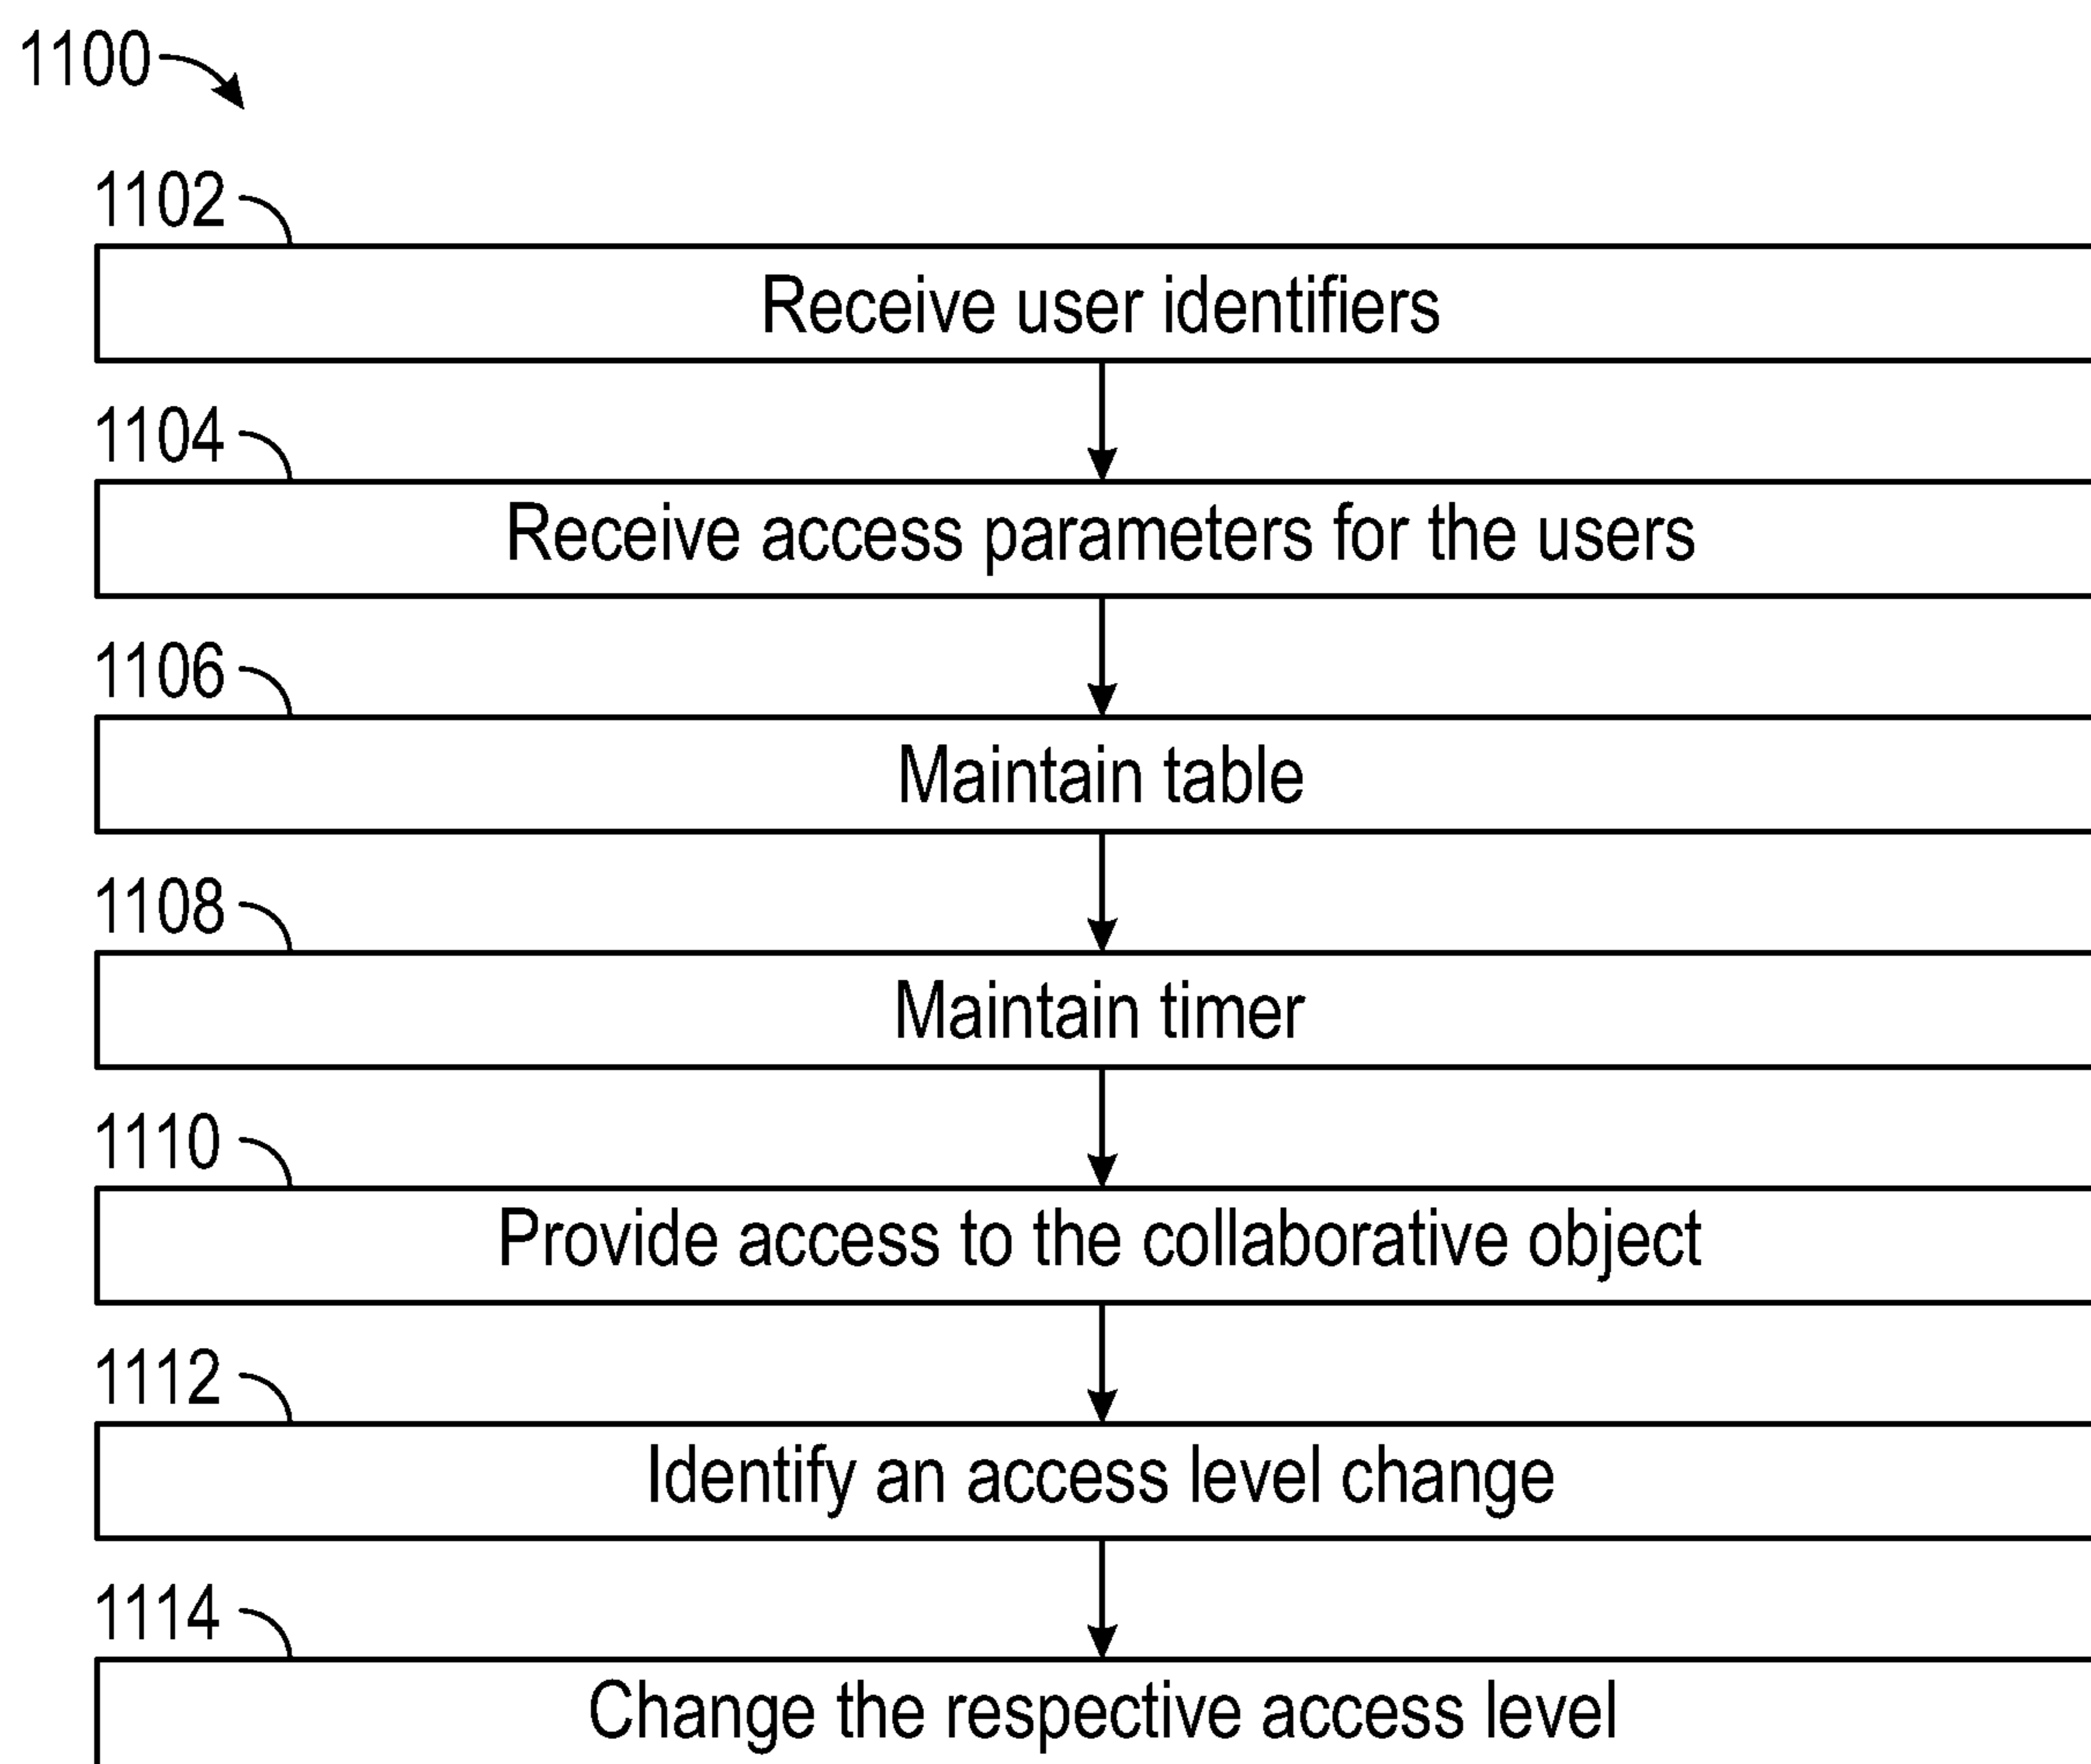 1100
1102
Receive user identifiers
1104
Receive access parameters for the users
1106
Maintain table
1108
Maintain timer
1110
Provide access to the collaborative object
1112
Identify an access level change
1114
Change the respective access level